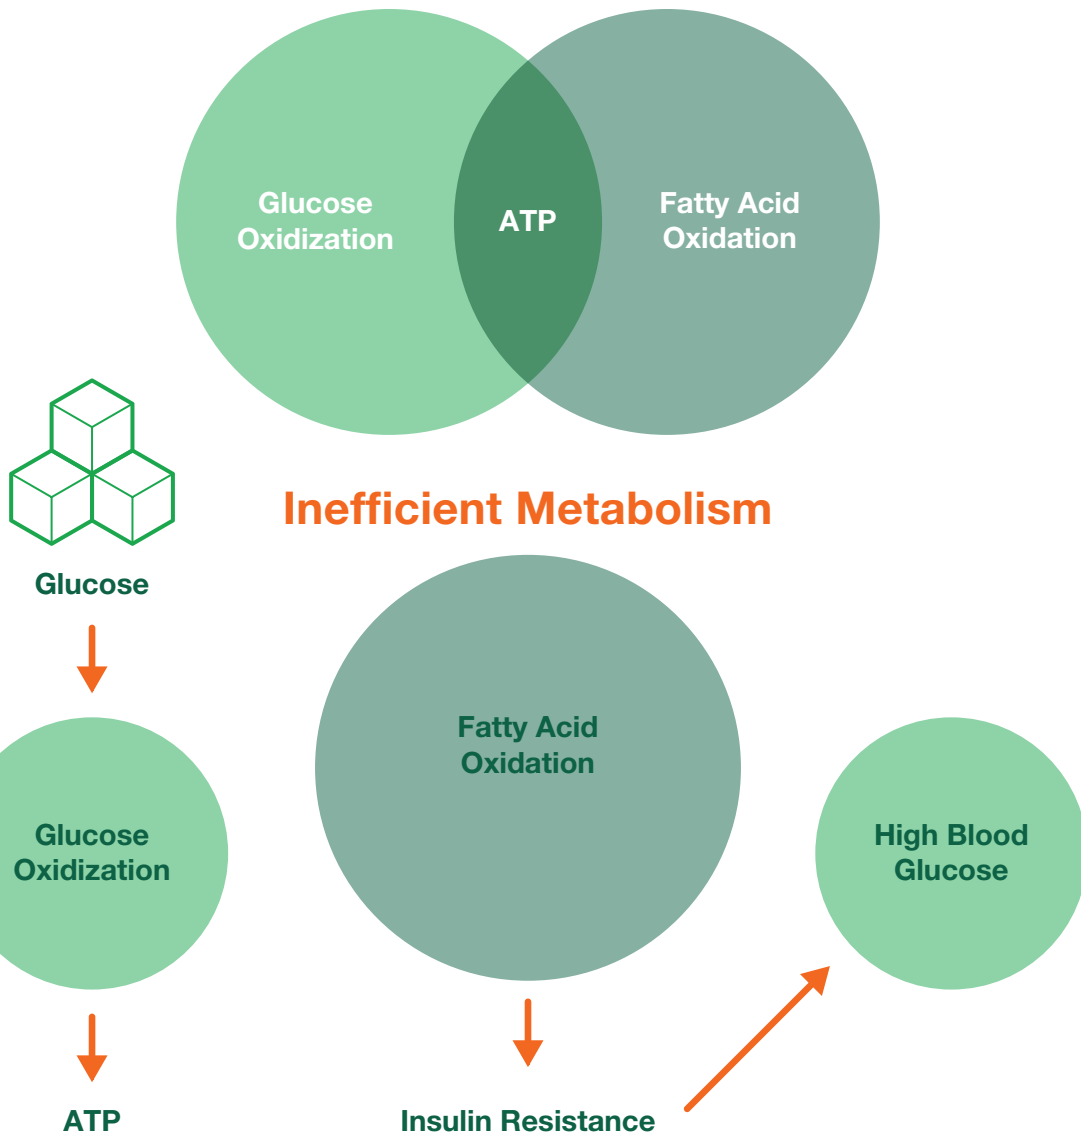 Glucose
Oxidization
ATP
Fatty Acid
Oxidation
Inefficient Metabolism
Glucose
Fatty Acid
Oxidation
Glucose
Oxidization
High Blood
Glucose
ATP
Insulin Resistance